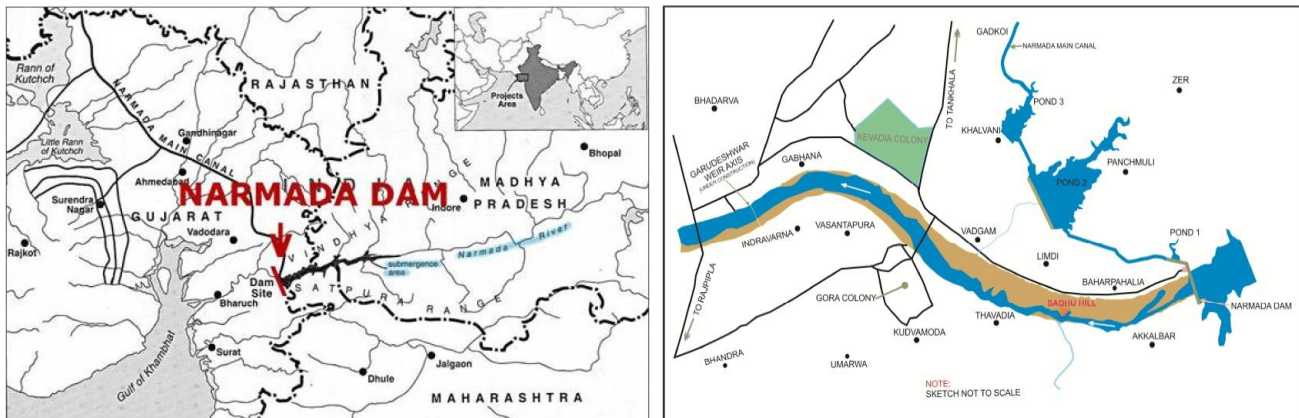 Rann of
Kutchch
RAJASTHAN
Projects
Area
NARMADA MAIN CANAL
Little Rann
of Kutchch
Gandhinagar
Bhopal
Ahmedabad
INDIA
MADHYA
PRADESH
NARMADA DAM
Surendra
Nagar
GUJARAT
Indore
Rajkot
Vadodara
VINDHYA RANGE
Narmada River
submergence
area
Dam
Site
SATPURA RANGE
Bharuch
Gulf of Khambhat
Surat
Dhule
Jalgaon
MAHARASHTRA
GADKOI
NARMADA MAIN CANAL
TO TANKHALA
ZER
BHADARVA
POND 3
KEVADIA COLONY
KHALVANI
GARUDESHWAR
WEIR AXIS
(UNDER CONSTRUCTION)
GABHANA
PANCHMULI
POND 2
INDRAVARNA
VASANTAPURA
VADGAM
POND 1
LIMDI
BAHARPAHALIA
GORA COLONY
SADHU HILL
NARMADA DAM
TO RAJPIPLA
THAVADIA
KUDVAMODA
AKKALBAR
BHANDRA
UMARWA
NOTE:
SKETCH NOT TO SCALE